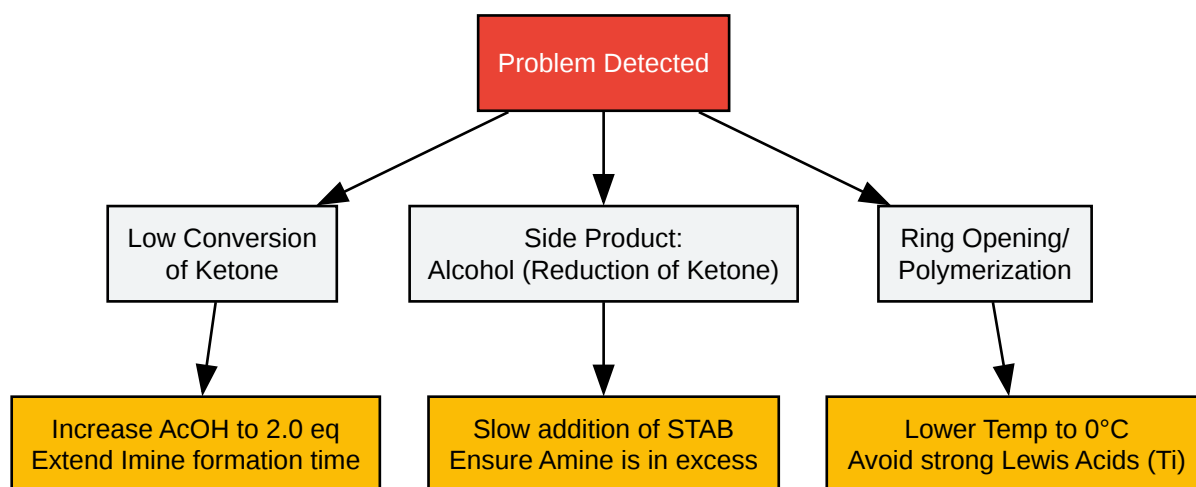 Problem Detected
Low Conversion
of Ketone
Side Product:
Alcohol (Reduction of Ketone)
Ring Opening/
Polymerization
Increase AcOH to 2.0 eq
Extend Imine formation time
Slow addition of STAB
Ensure Amine is in excess
Lower Temp to 0°C
Avoid strong Lewis Acids (Ti)